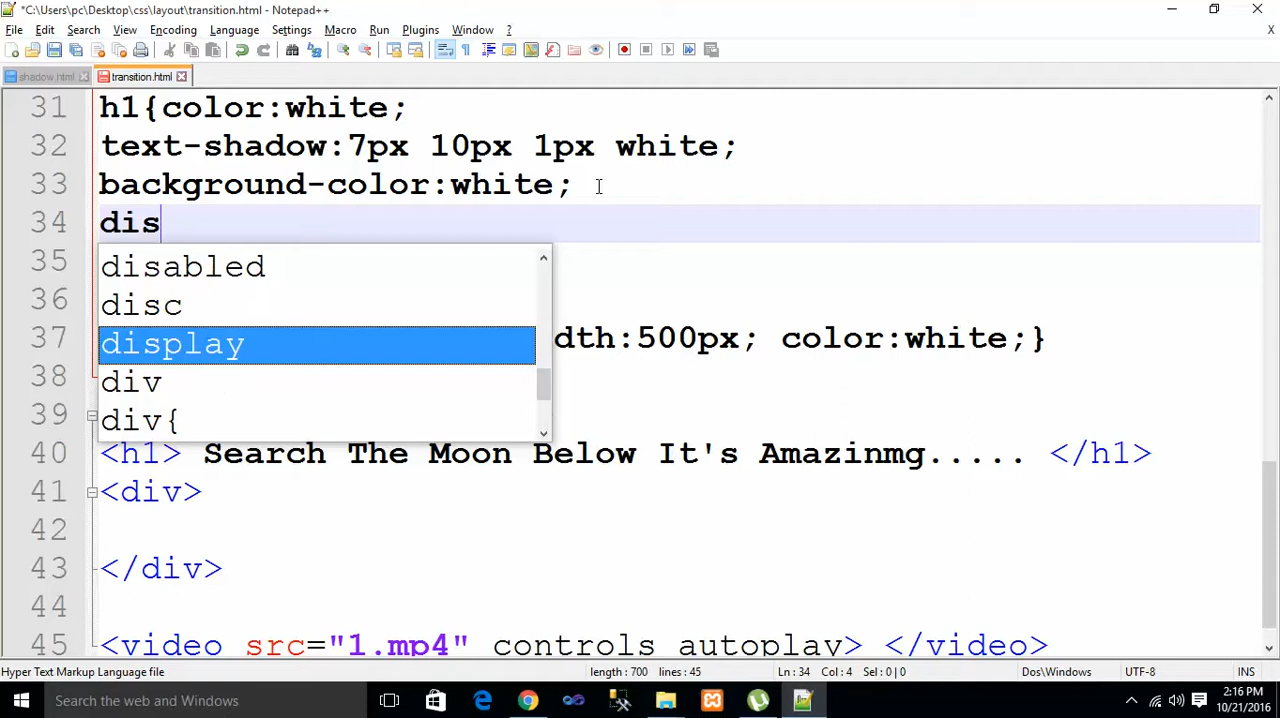 *C:\Users\pc\Desktop\css\layout\transition.html - Notepad++
File Edit Search View Encoding Language Settings Macro Run Plugins Window ? X
shadow.html transition.html
31 h1{color:white;
32 text-shadow:7px 10px 1px white;
33 background-color:white;
34 dis
35 disabled
36 disc
37 dth:500px; color:white;}
display
38 div
39 div{
40 <h1> Search The Moon Below It's Amazinmg..... </h1>
41 <div>
42
43 </div>
44
45 <video src="1.mp4" controls autoplay> </video>
Hyper Text Markup Language file length : 700 lines : 45 Ln : 34 Col : 4 Sel : 0 | 0 Dos\Windows UTF-8 INS
Search the web and Windows 2:16 PM
10/21/2016